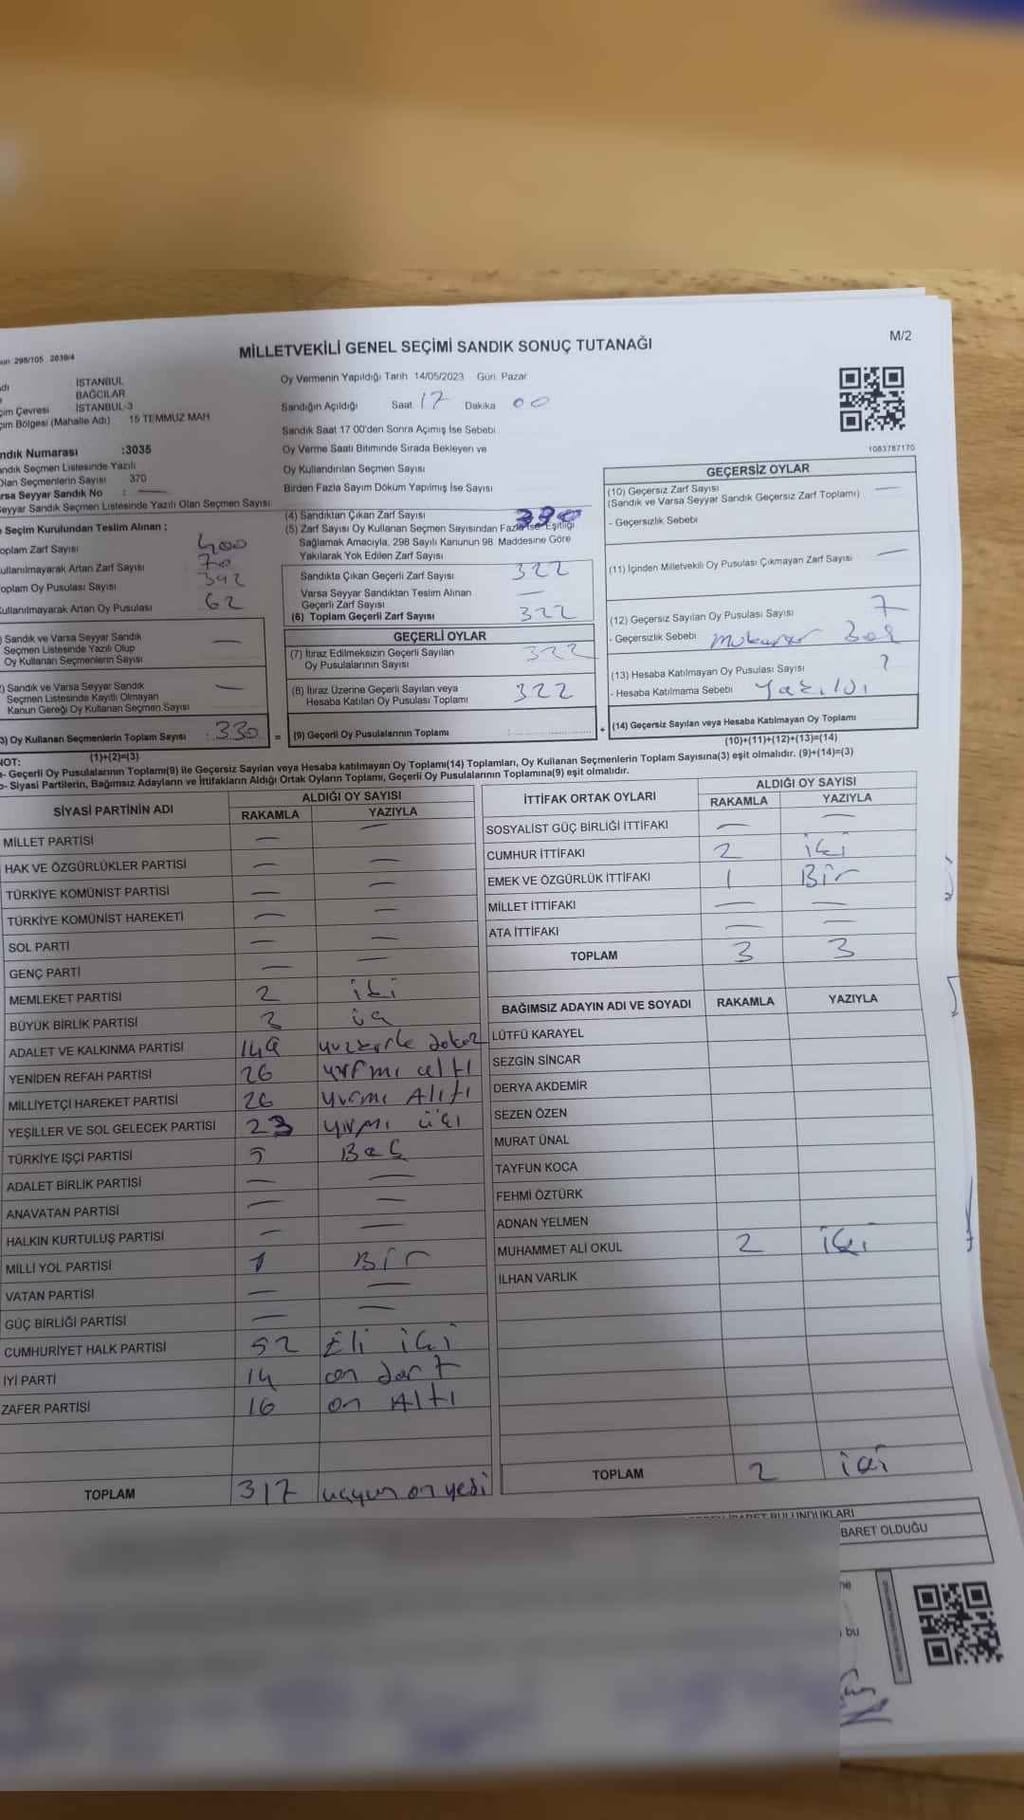 298/105 2839/4
MİLLETVEKİLİ GENEL SEÇİMİ SANDIK SONUÇ TUTANAĞI
M/2
İSTANBUL
BAĞCILAR
çim Çevresi İSTANBUL-3
çim Bölgesi (Mahalle Adı) 15 TEMMUZ MAH
Oy Vermenin Yapıldığı Tarih 14/05/2023 Gün Pazar
Sandığın Açıldığı Saat 17 Dakika 00
Sandık Saat 17 00'den Sonra Açımış İse Sebebi
Oy Verme Saati Bitiminde Sırada Bekleyen ve
Oy Kullandırılan Seçmen Sayısı
Birden Fazla Sayım Döküm Yapılmış İse Sayısı
1083787170
ndık Numarası :3035
andık Seçmen Listesinde Yazılı
Olan Seçmenlerin Sayısı 370
arsa Seyyar Sandık No : —
Seyyar Sandık Seçmen Listesinde Yazılı Olan Seçmen Sayısı
e Seçim Kurulundan Teslim Alınan :
oplam Zarf Sayısı 400
ullanılmayarak Artan Zarf Sayısı 70
oplam Oy Pusulası Sayısı 392
ullanılmayarak Artan Oy Pusulası 62
) Sandık ve Varsa Seyyar Sandık
Seçmen Listesinde Yazılı Olup
Oy Kullanan Seçmenlerin Sayısı —
) Sandık ve Varsa Seyyar Sandık
Seçmen Listesinde Kayıtlı Olmayan
Kanun Gereği Oy Kullanan Seçmen Sayısı —
3) Oy Kullanan Seçmenlerin Toplam Sayısı : 330 =
(1)+(2)=(3)
(4) Sandıktan Çıkan Zarf Sayısı
(5) Zarf Sayısı Oy Kullanan Seçmen Sayısından Fazla İse Eşitliği
Sağlamak Amacıyla, 298 Sayılı Kanunun 98 Maddesine Göre
Yakılarak Yok Edilen Zarf Sayısı
Sandıkta Çıkan Geçerli Zarf Sayısı 322
Varsa Seyyar Sandıktan Teslim Alınan
Geçerli Zarf Sayısı —
(6) Toplam Geçerli Zarf Sayısı 322
GEÇERLİ OYLAR
(7) İtiraz Edilmeksizin Geçerli Sayılan
Oy Pusulalarının Sayısı 322
(8) İtiraz Üzerine Geçerli Sayılan veya
Hesaba Katılan Oy Pusulası Toplamı 322
(9) Geçerli Oy Pusulalarının Toplamı : +
GEÇERSİZ OYLAR
(10) Geçersiz Zarf Sayısı
(Sandık ve Varsa Seyyar Sandık Geçersiz Zarf Toplamı) —
- Geçersizlik Sebebi
(11) İçinden Milletvekili Oy Pusulası Çıkmayan Zarf Sayısı —
(12) Geçersiz Sayılan Oy Pusulası Sayısı 7
- Geçersizlik Sebebi
(13) Hesaba Katılmayan Oy Pusulası Sayısı
- Hesaba Katılmama Sebebi Yazıldı
(14) Geçersiz Sayılan veya Hesaba Katılmayan Oy Toplamı
(10)+(11)+(12)+(13)=(14)
NOT:
a- Geçerli Oy Pusulalarının Toplamı(9) ile Geçersiz Sayılan veya Hesaba katılmayan Oy Toplamı(14) Toplamları, Oy Kullanan Seçmenlerin Toplam Sayısına(3) eşit olmalıdır. (9)+(14)=(3)
b- Siyasi Partilerin, Bağımsız Adayların ve İttifakların Aldığı Ortak Oyların Toplamı, Geçerli Oy Pusulalarının Toplamına(9) eşit olmalıdır.
SİYASİ PARTİNİN ADI ALDIĞI OY SAYISI
RAKAMLA YAZIYLA
MİLLET PARTİSİ — —
HAK VE ÖZGÜRLÜKLER PARTİSİ — —
TÜRKİYE KOMÜNİST PARTİSİ — —
TÜRKİYE KOMÜNİST HAREKETİ — —
SOL PARTİ — —
GENÇ PARTİ — —
MEMLEKET PARTİSİ 2 iki
BÜYÜK BİRLİK PARTİSİ 3 üç
ADALET VE KALKINMA PARTİSİ 149
YENİDEN REFAH PARTİSİ 26 yırmı altı
MİLLİYETÇİ HAREKET PARTİSİ 26 yırmı Altı
YEŞİLLER VE SOL GELECEK PARTİSİ 23 yırmı üçı
TÜRKİYE İŞÇİ PARTİSİ 5 Beş
ADALET BİRLİK PARTİSİ — —
ANAVATAN PARTİSİ — —
HALKIN KURTULUŞ PARTİSİ — —
MİLLİ YOL PARTİSİ 1 Bir
VATAN PARTİSİ — —
GÜÇ BİRLİĞİ PARTİSİ — —
CUMHURİYET HALK PARTİSİ 52 Eli iki
İYİ PARTİ 14 on dört
ZAFER PARTİSİ 16 on Altı
TOPLAM 317 üçyüz on yedi
İTTİFAK ORTAK OYLARI ALDIĞI OY SAYISI
RAKAMLA YAZIYLA
SOSYALİST GÜÇ BİRLİĞİ İTTİFAKI — —
CUMHUR İTTİFAKI 2 iki
EMEK VE ÖZGÜRLÜK İTTİFAKI 1 Bir
MİLLET İTTİFAKI — —
ATA İTTİFAKI — —
TOPLAM 3 3
BAĞIMSIZ ADAYIN ADI VE SOYADI RAKAMLA YAZIYLA
LÜTFÜ KARAYEL
SEZGİN SİNCAR
DERYA AKDEMİR
SEZEN ÖZEN
MURAT ÜNAL
TAYFUN KOCA
FEHMİ ÖZTÜRK
ADNAN YELMEN
MUHAMMET ALİ OKUL 2 iki
İLHAN VARLIK
TOPLAM 2 iki
BULUNDUKLARI
BARET OLDUĞU
bu